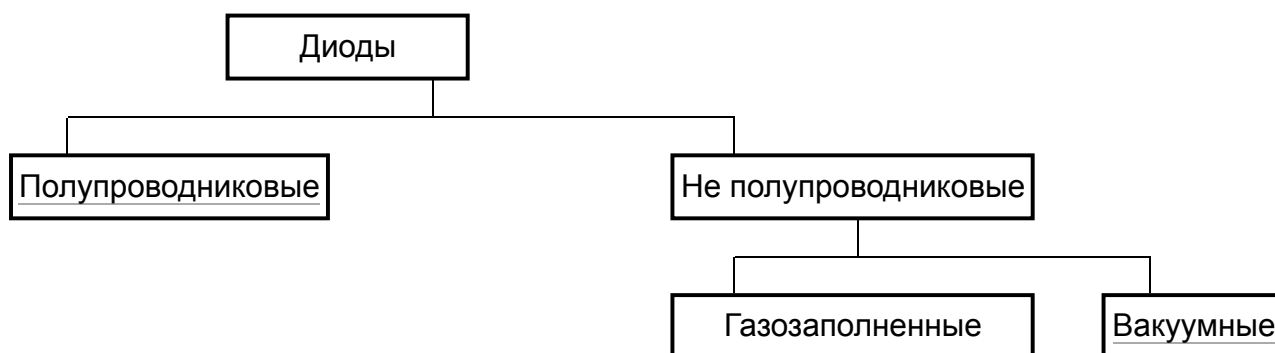 Диоды
Полупроводниковые
Не полупроводниковые
Газозаполненные
Вакуумные